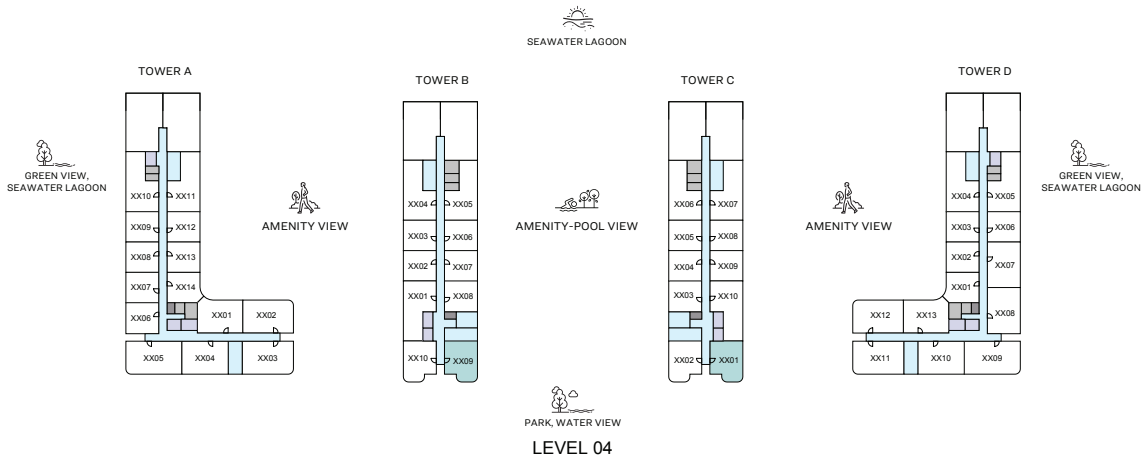 SEAWATER LAGOON
TOWER A
TOWER B
TOWER C
TOWER D
GREEN VIEW,
SEAWATER LAGOON
AMENITY VIEW
AMENITY-POOL VIEW
AMENITY VIEW
GREEN VIEW,
SEAWATER LAGOON
XX10 XX11
XX09 XX12
XX08 XX13
XX07 XX14
XX06 XX01 XX02
XX05 XX04 XX03
XX04 XX05
XX03 XX06
XX02 XX07
XX01 XX08
XX10 XX09
XX06 XX07
XX05 XX08
XX04 XX09
XX03 XX10
XX02 XX01
XX04 XX05
XX03 XX06
XX02 XX07
XX01
XX12 XX13 XX08
XX11 XX10 XX09
PARK, WATER VIEW
LEVEL 04